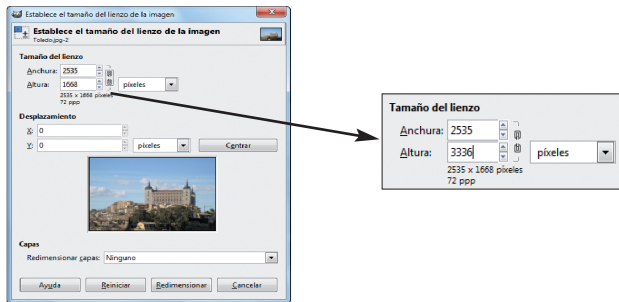 Establece el tamaño del lienzo de la imagen
Establece el tamaño del lienzo de la imagen
Toledo.jpg-2
Tamaño del lienzo
Anchura: 2535
Altura: 1668 píxeles
2535 x 1668 píxeles
72 ppp
Desplazamiento
X: 0
Y: 0 píxeles Centrar
Capas
Redimensionar capas: Ninguno
Ayuda Reiniciar Redimensionar Cancelar
Tamaño del lienzo
Anchura: 2535
Altura: 3336 píxeles
2535 x 1668 píxeles
72 ppp